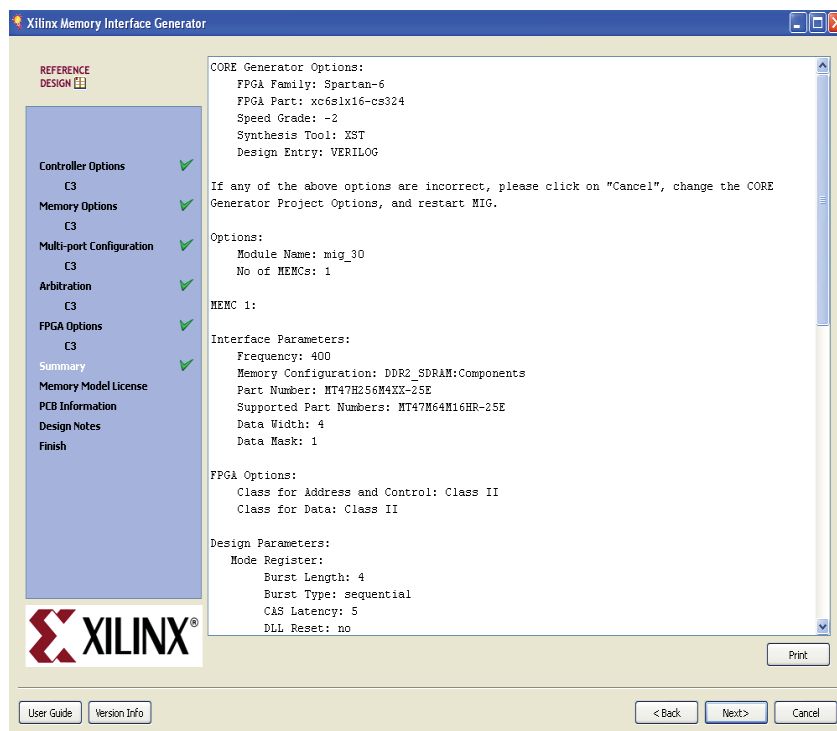 Xilinx Memory Interface Generator
REFERENCE
DESIGN
Controller Options
C3
Memory Options
C3
Multi-port Configuration
C3
Arbitration
C3
FPGA Options
C3
Summary
Memory Model License
PCB Information
Design Notes
Finish
XILINX®
CORE Generator Options:
FPGA Family: Spartan-6
FPGA Part: xc6slx16-cs324
Speed Grade: -2
Synthesis Tool: XST
Design Entry: VERILOG
If any of the above options are incorrect, please click on "Cancel", change the CORE
Generator Project Options, and restart MIG.
Options:
Module Name: mig_30
No of MEMCs: 1
MEMC 1:
Interface Parameters:
Frequency: 400
Memory Configuration: DDR2_SDRAM:Components
Part Number: MT47H256M4XX-25E
Supported Part Numbers: MT47M64M16HR-25E
Data Width: 4
Data Mask: 1
FPGA Options:
Class for Address and Control: Class II
Class for Data: Class II
Design Parameters:
Mode Register:
Burst Length: 4
Burst Type: sequential
CAS Latency: 5
DLL Reset: no
Print
User Guide
Version Info
< Back
Next>
Cancel